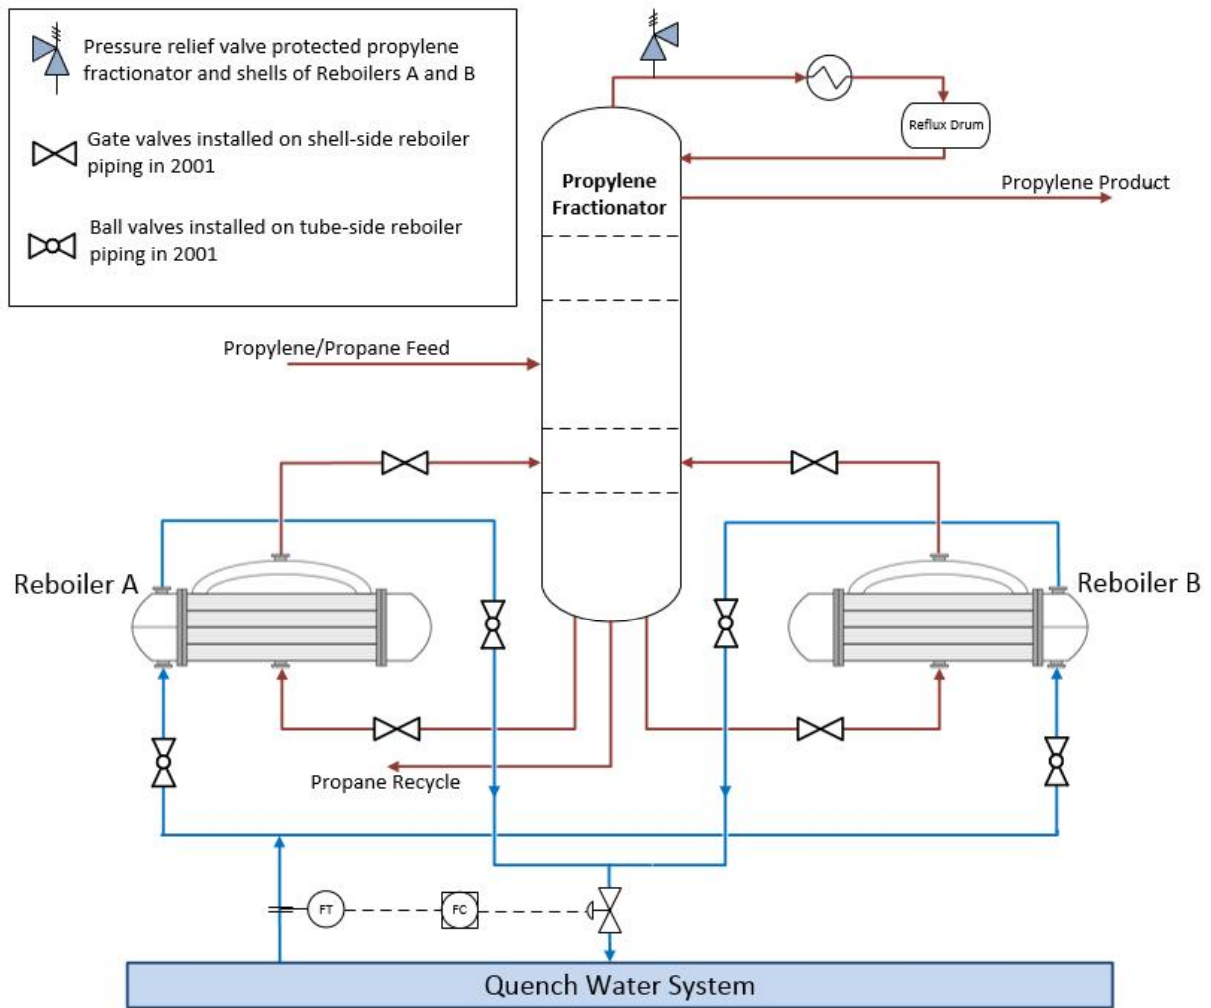 Pressure relief valve protected propylene
fractionator and shells of Reboilers A and B
Gate valves installed on shell-side reboiler
piping in 2001
Ball valves installed on tube-side reboiler
piping in 2001
Reflux Drum
Propylene
Fractionator
Propylene Product
Propylene/Propane Feed
Reboiler A
Reboiler B
Propane Recycle
FT
FC
Quench Water System